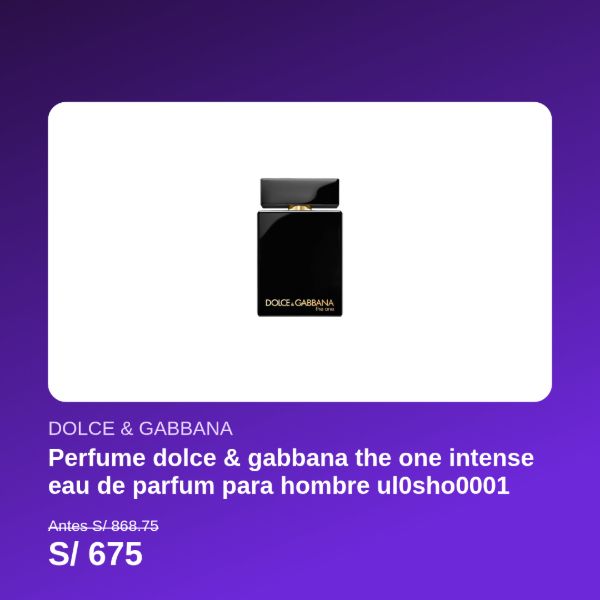 DOLCE & GABBANA
the one
DOLCE & GABBANA
Perfume dolce & gabbana the one intense
eau de parfum para hombre ul0sho0001
Antes S/ 868.75
S/ 675